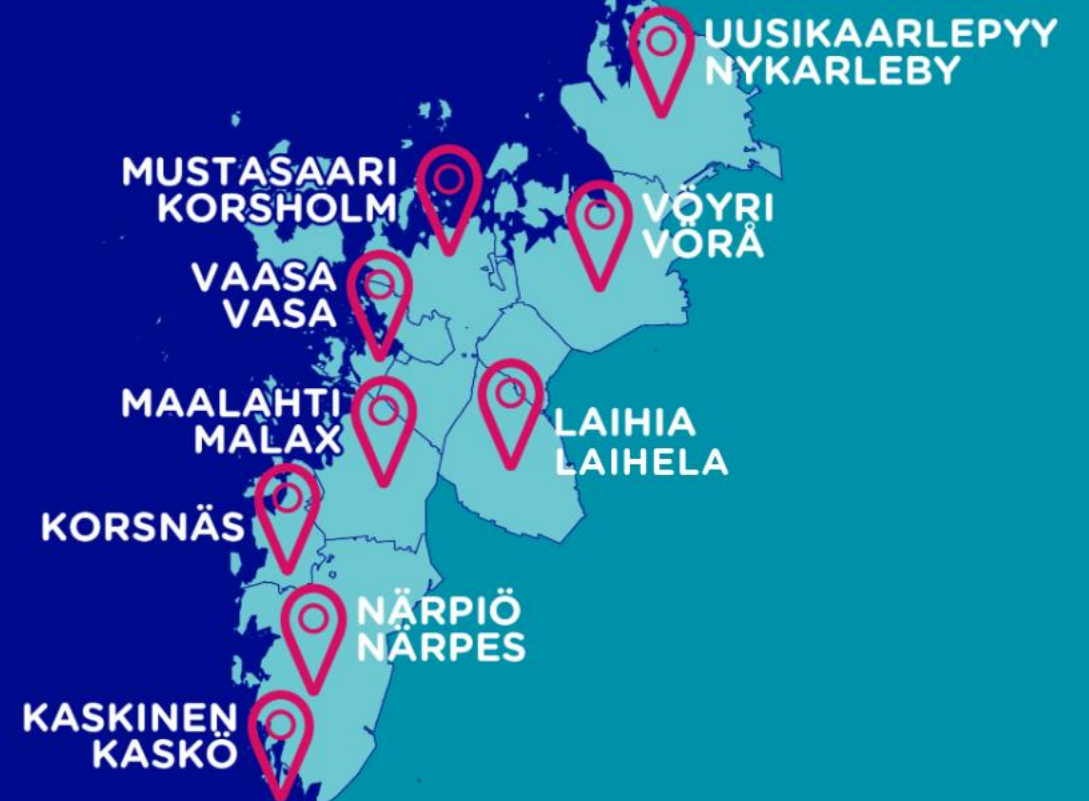 UUSIKAARLEPYY
NYKARLEBY
MUSTASAARI
KORSHOLM
VÖYRI
VÖRÅ
VAASA
VASA
MAALAHTI
MALAX
LAIHIA
LAIHELA
KORSNÄS
NÄRPIÖ
NÄRPES
KASKINEN
KASKÖ